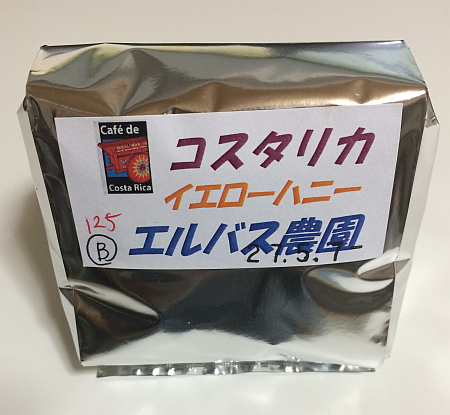 Café de
Costa Rica
コスタリカ
イエローハニー
125
B
エルバス農園
27.5.7